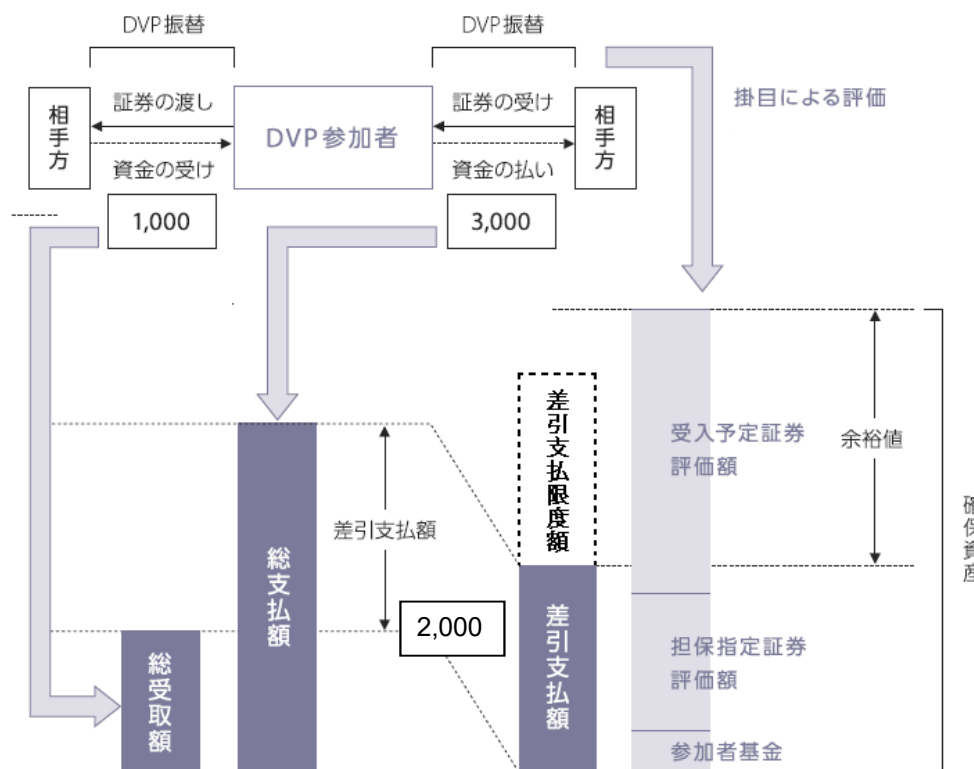 DVP振替
DVP振替
相手方
証券の渡し
資金の受け
DVP参加者
証券の受け
資金の払い
相手方
掛目による評価
1,000
3,000
差引支払限度額
受入予定証券
評価額
余裕値
差引支払額
総支払額
確保資産
2,000
差引支払額
担保指定証券
評価額
総受取額
参加者基金